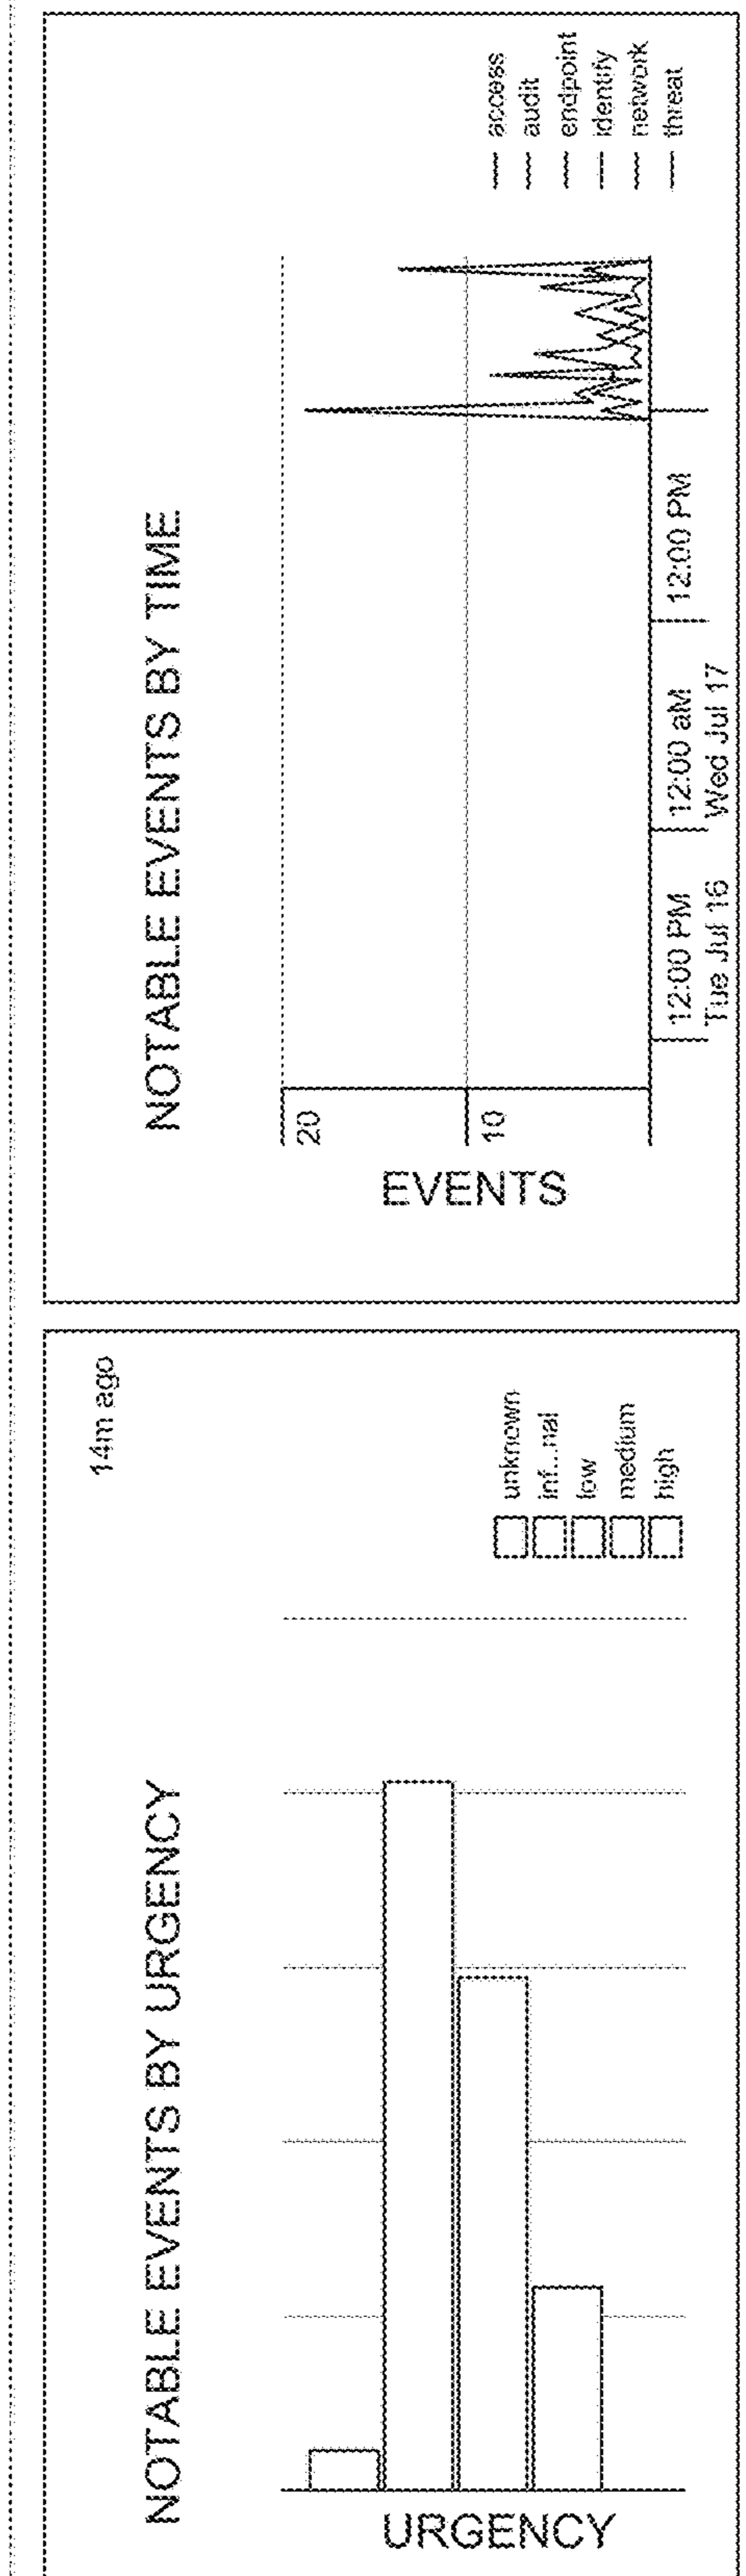 NOTABLE EVENTS BY URGENCY
14m ago
URGENCY
unknown
inf...nal
low
medium
high
NOTABLE EVENTS BY TIME
EVENTS
20
10
12:00 PM
Tue Jul 16
12:00 aM
Wed Jul 17
12:00 PM
access
audit
endpoint
identify
network
threat